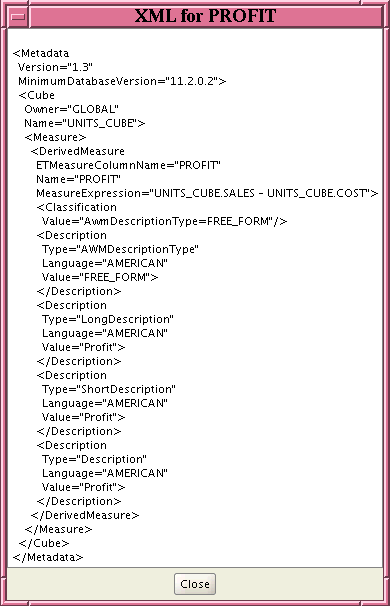 XML for PROFIT
<Metadata
Version="1.3"
MinimumDatabaseVersion="11.2.0.2">
<Cube
Owner="GLOBAL"
Name="UNITS_CUBE">
<Measure>
<DerivedMeasure
ETMeasureColumnName="PROFIT"
Name="PROFIT"
MeasureExpression="UNITS_CUBE.SALES - UNITS_CUBE.COST">
<Classification
Value="AwmDescriptionType=FREE_FORM"/>
<Description
Type="AWMDescriptionType"
Language="AMERICAN"
Value="FREE_FORM">
</Description>
<Description
Type="LongDescription"
Language="AMERICAN"
Value="Profit">
</Description>
<Description
Type="ShortDescription"
Language="AMERICAN"
Value="Profit">
</Description>
<Description
Type="Description"
Language="AMERICAN"
Value="Profit">
</Description>
</DerivedMeasure>
</Measure>
</Cube>
</Metadata>
Close